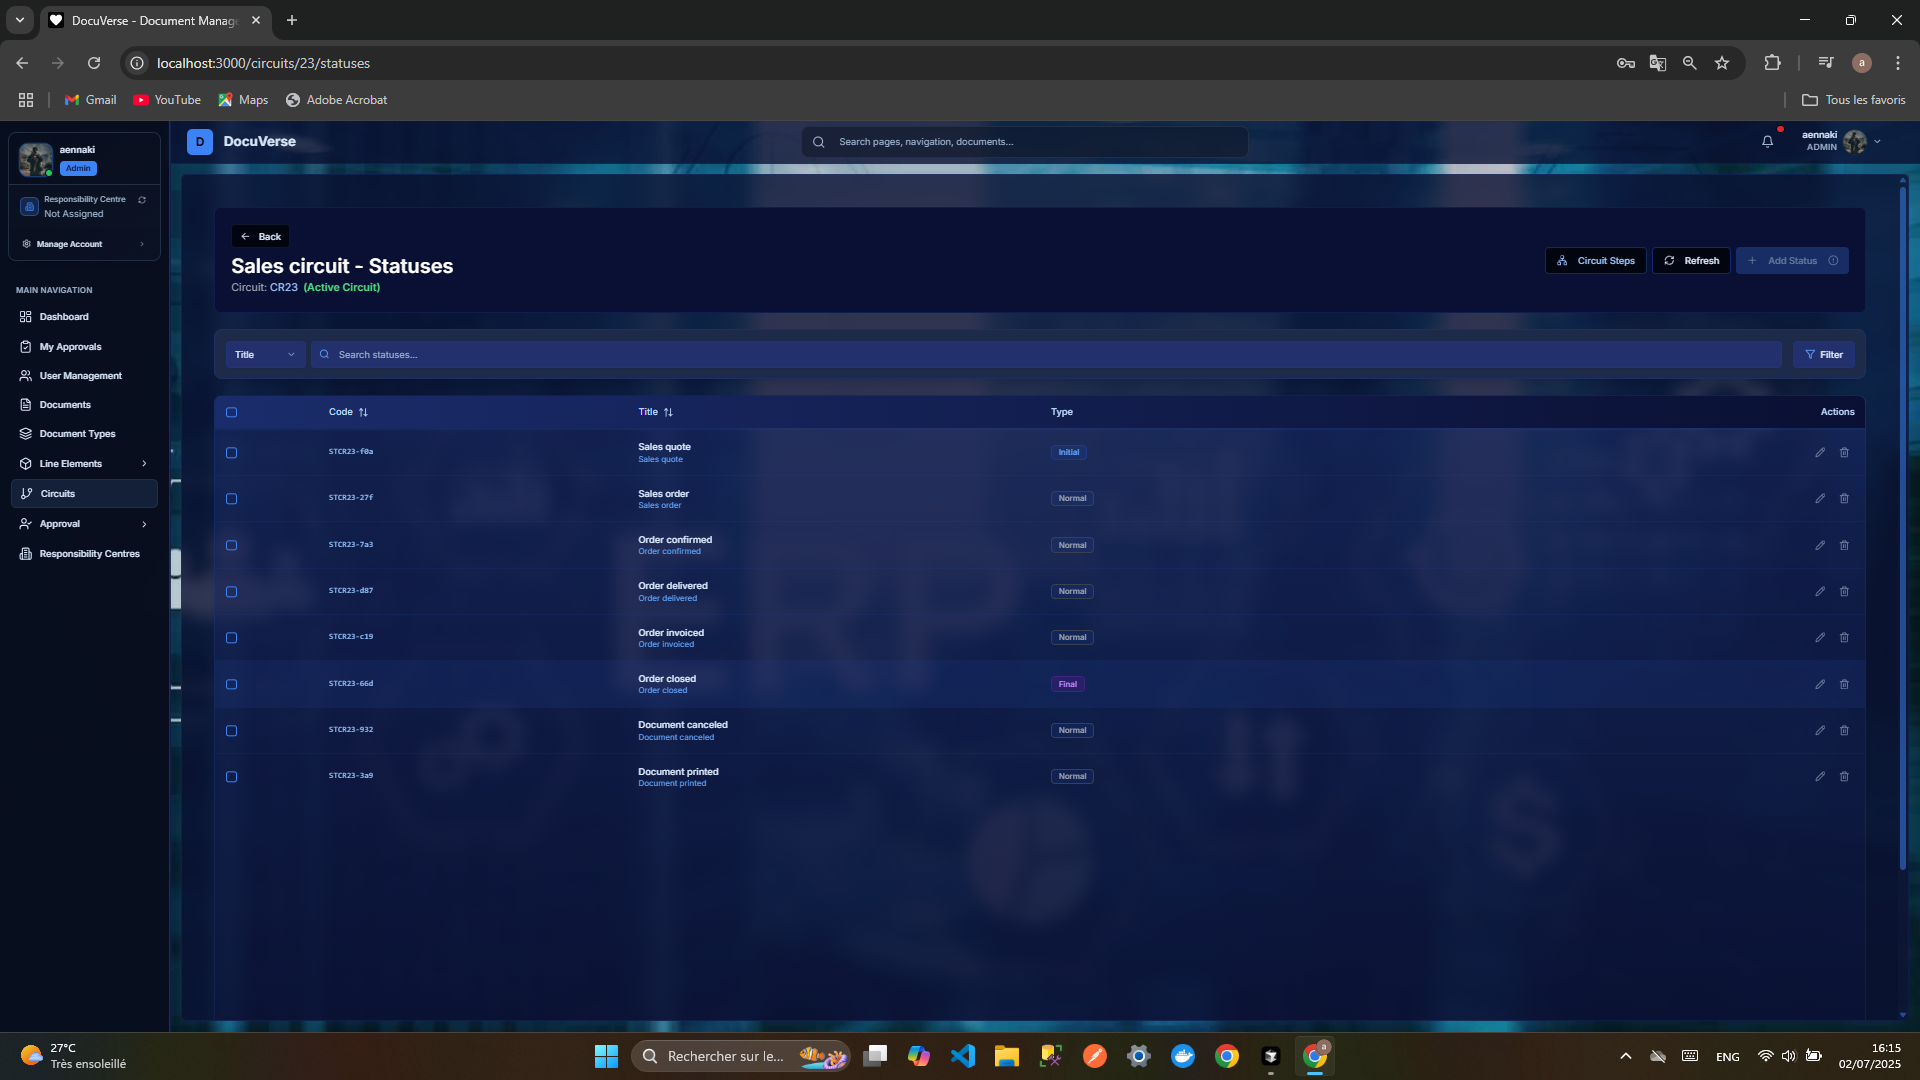 DocuVerse - Document Manag
localhost:3000/circuits/23/statuses
a
Gmail
YouTube
Maps
Adobe Acrobat
Tous les favoris
aennaki
Admin
Responsibility Centre
Not Assigned
Manage Account
MAIN NAVIGATION
Dashboard
My Approvals
User Management
Documents
Document Types
Line Elements
Circuits
Approval
Responsibility Centres
D
DocuVerse
Search pages, navigation, documents...
aennaki
ADMIN
Back
Sales circuit - Statuses
Circuit: CR23 (Active Circuit)
Circuit Steps
Refresh
Add Status
Title
Search statuses...
Filter
Code Title Type Actions
STCR23-f0a Sales quote Initial
Sales quote
STCR23-27f Sales order Normal
Sales order
STCR23-7a3 Order confirmed Normal
Order confirmed
STCR23-d87 Order delivered Normal
Order delivered
STCR23-c19 Order invoiced Normal
Order invoiced
STCR23-66d Order closed Final
Order closed
STCR23-932 Document canceled Normal
Document canceled
STCR23-3a9 Document printed Normal
Document printed
ERP
27°C
Très ensoleillé
Rechercher sur le...
a
ENG
16:15
02/07/2025